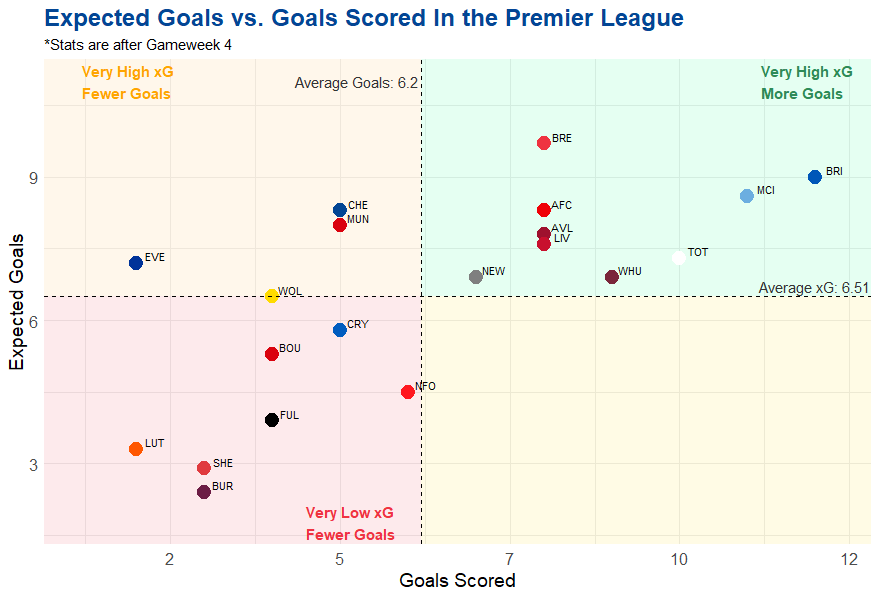 Expected Goals vs. Goals Scored In the Premier League
*Stats are after Gameweek 4
Very High xG
Fewer Goals
Average Goals: 6.2
Very High xG
More Goals
BRE
9
BRI
MCI
CHE
MUN
AFC
AVL
LIV
TOT
EVE
NEW
WHU
WOL
Average xG: 6.51
6
CRY
BOU
NFO
FUL
LUT
3
SHE
BUR
Very Low xG
Fewer Goals
Expected Goals
2
5
7
10
12
Goals Scored